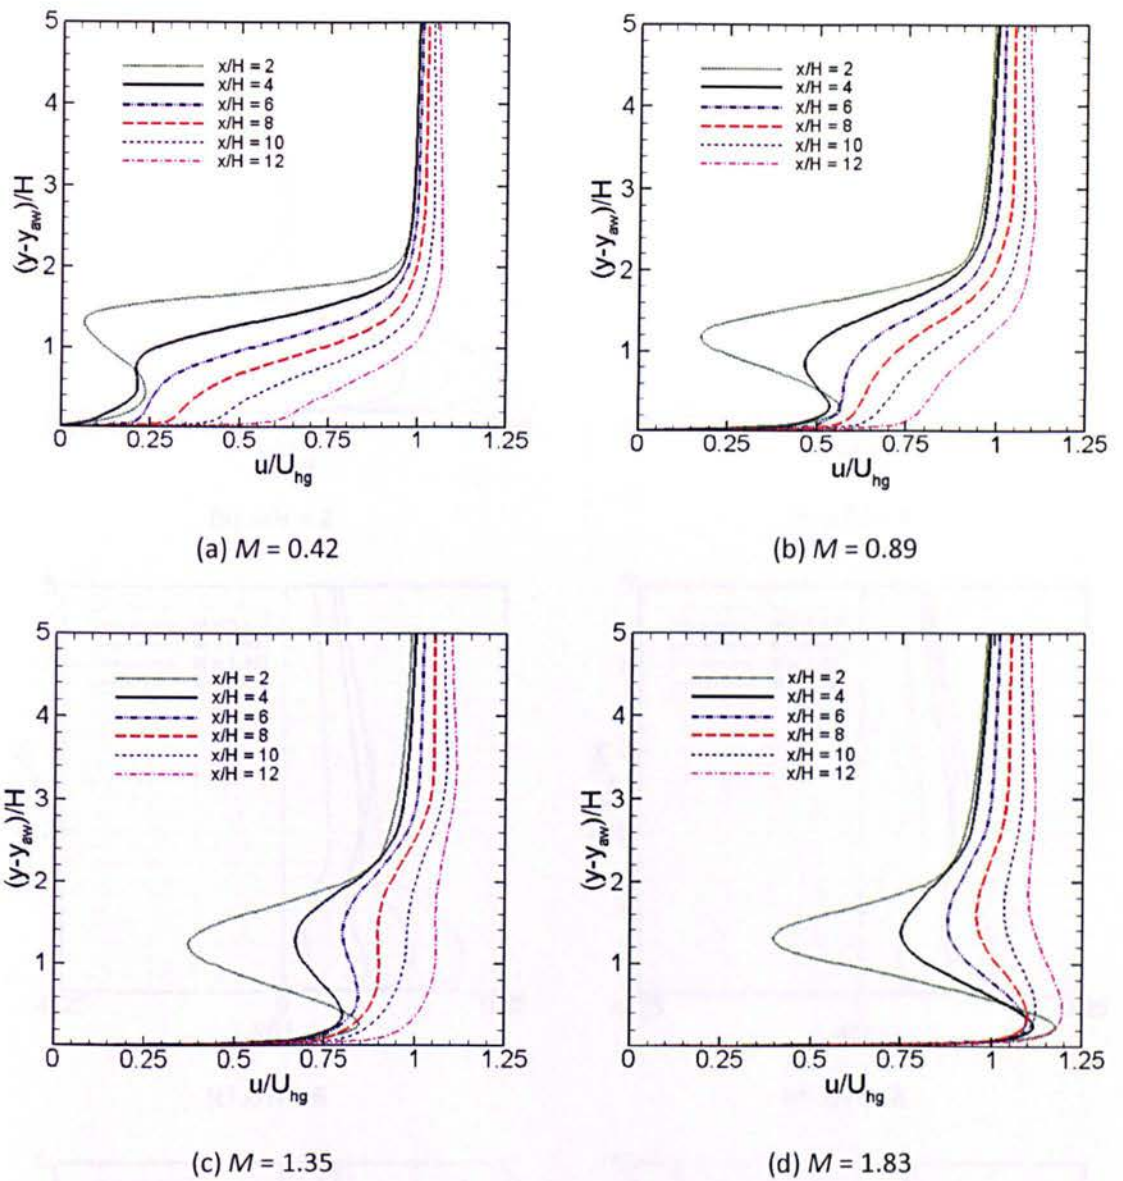 5
4
3
2
1
(y-y_aw)/H
x/H = 2
x/H = 4
x/H = 6
x/H = 8
x/H = 10
x/H = 12
0 0.25 0.5 0.75 1 1.25
u/U_hg
(a) M = 0.42
5
4
3
2
1
(y-y_aw)/H
x/H = 2
x/H = 4
x/H = 6
x/H = 8
x/H = 10
x/H = 12
0 0.25 0.5 0.75 1 1.25
u/U_hg
(b) M = 0.89
5
4
3
2
1
(y-y_aw)/H
x/H = 2
x/H = 4
x/H = 6
x/H = 8
x/H = 10
x/H = 12
0 0.25 0.5 0.75 1 1.25
u/U_hg
(c) M = 1.35
5
4
3
2
1
(y-y_aw)/H
x/H = 2
x/H = 4
x/H = 6
x/H = 8
x/H = 10
x/H = 12
0 0.25 0.5 0.75 1 1.25
u/U_hg
(d) M = 1.83